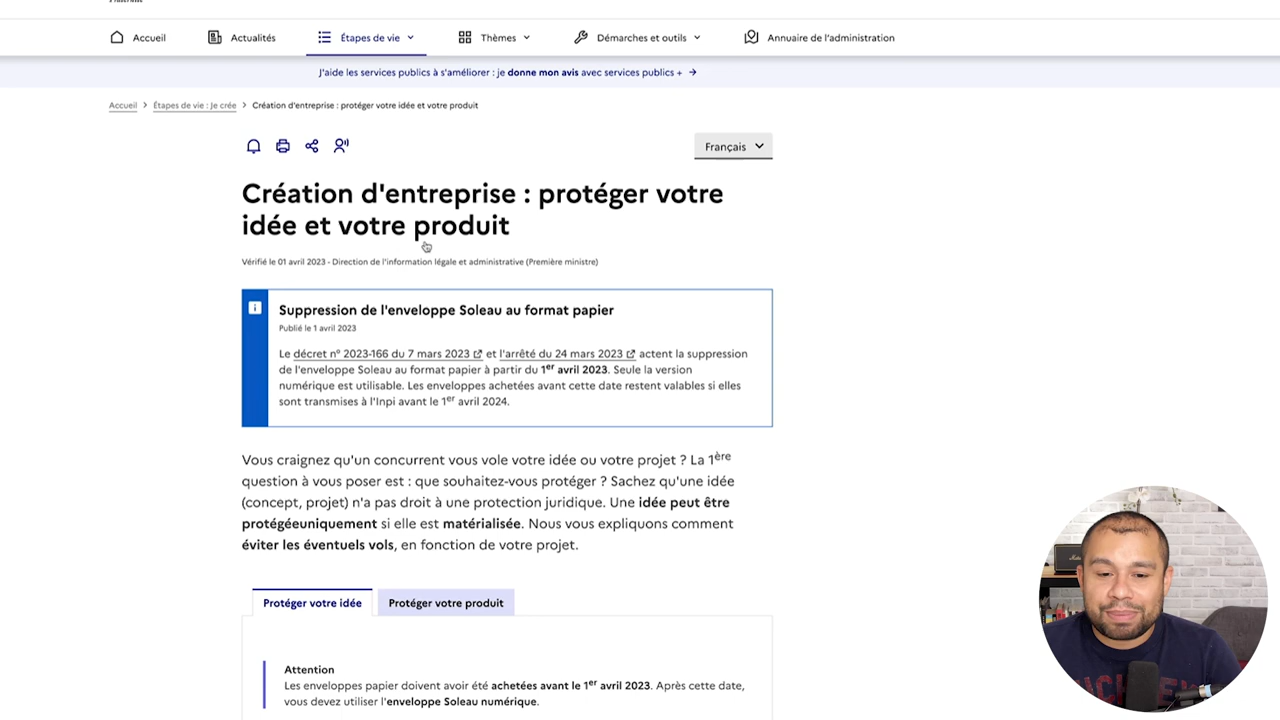 Accueil
Actualités
Étapes de vie
Thèmes
Démarches et outils
Annuaire de l'administration
J'aide les services publics à s'améliorer : je donne mon avis avec services publics +
Accueil > Étapes de vie : Je crée > Création d'entreprise : protéger votre idée et votre produit
Français
Création d'entreprise : protéger votre
idée et votre produit
Vérifié le 01 avril 2023 - Direction de l'information légale et administrative (Première ministre)
Suppression de l'enveloppe Soleau au format papier
Publié le 1 avril 2023
Le décret n° 2023-166 du 7 mars 2023 et l'arrêté du 24 mars 2023 actent la suppression
de l'enveloppe Soleau au format papier à partir du 1er avril 2023. Seule la version
numérique est utilisable. Les enveloppes achetées avant cette date restent valables si elles
sont transmises à l'Inpi avant le 1er avril 2024.
Vous craignez qu'un concurrent vous vole votre idée ou votre projet ? La 1ère
question à vous poser est : que souhaitez-vous protéger ? Sachez qu'une idée
(concept, projet) n'a pas droit à une protection juridique. Une idée peut être
protégéeuniquement si elle est matérialisée. Nous vous expliquons comment
éviter les éventuels vols, en fonction de votre projet.
Protéger votre idée
Protéger votre produit
Attention
Les enveloppes papier doivent avoir été achetées avant le 1er avril 2023. Après cette date,
vous devez utiliser l'enveloppe Soleau numérique.